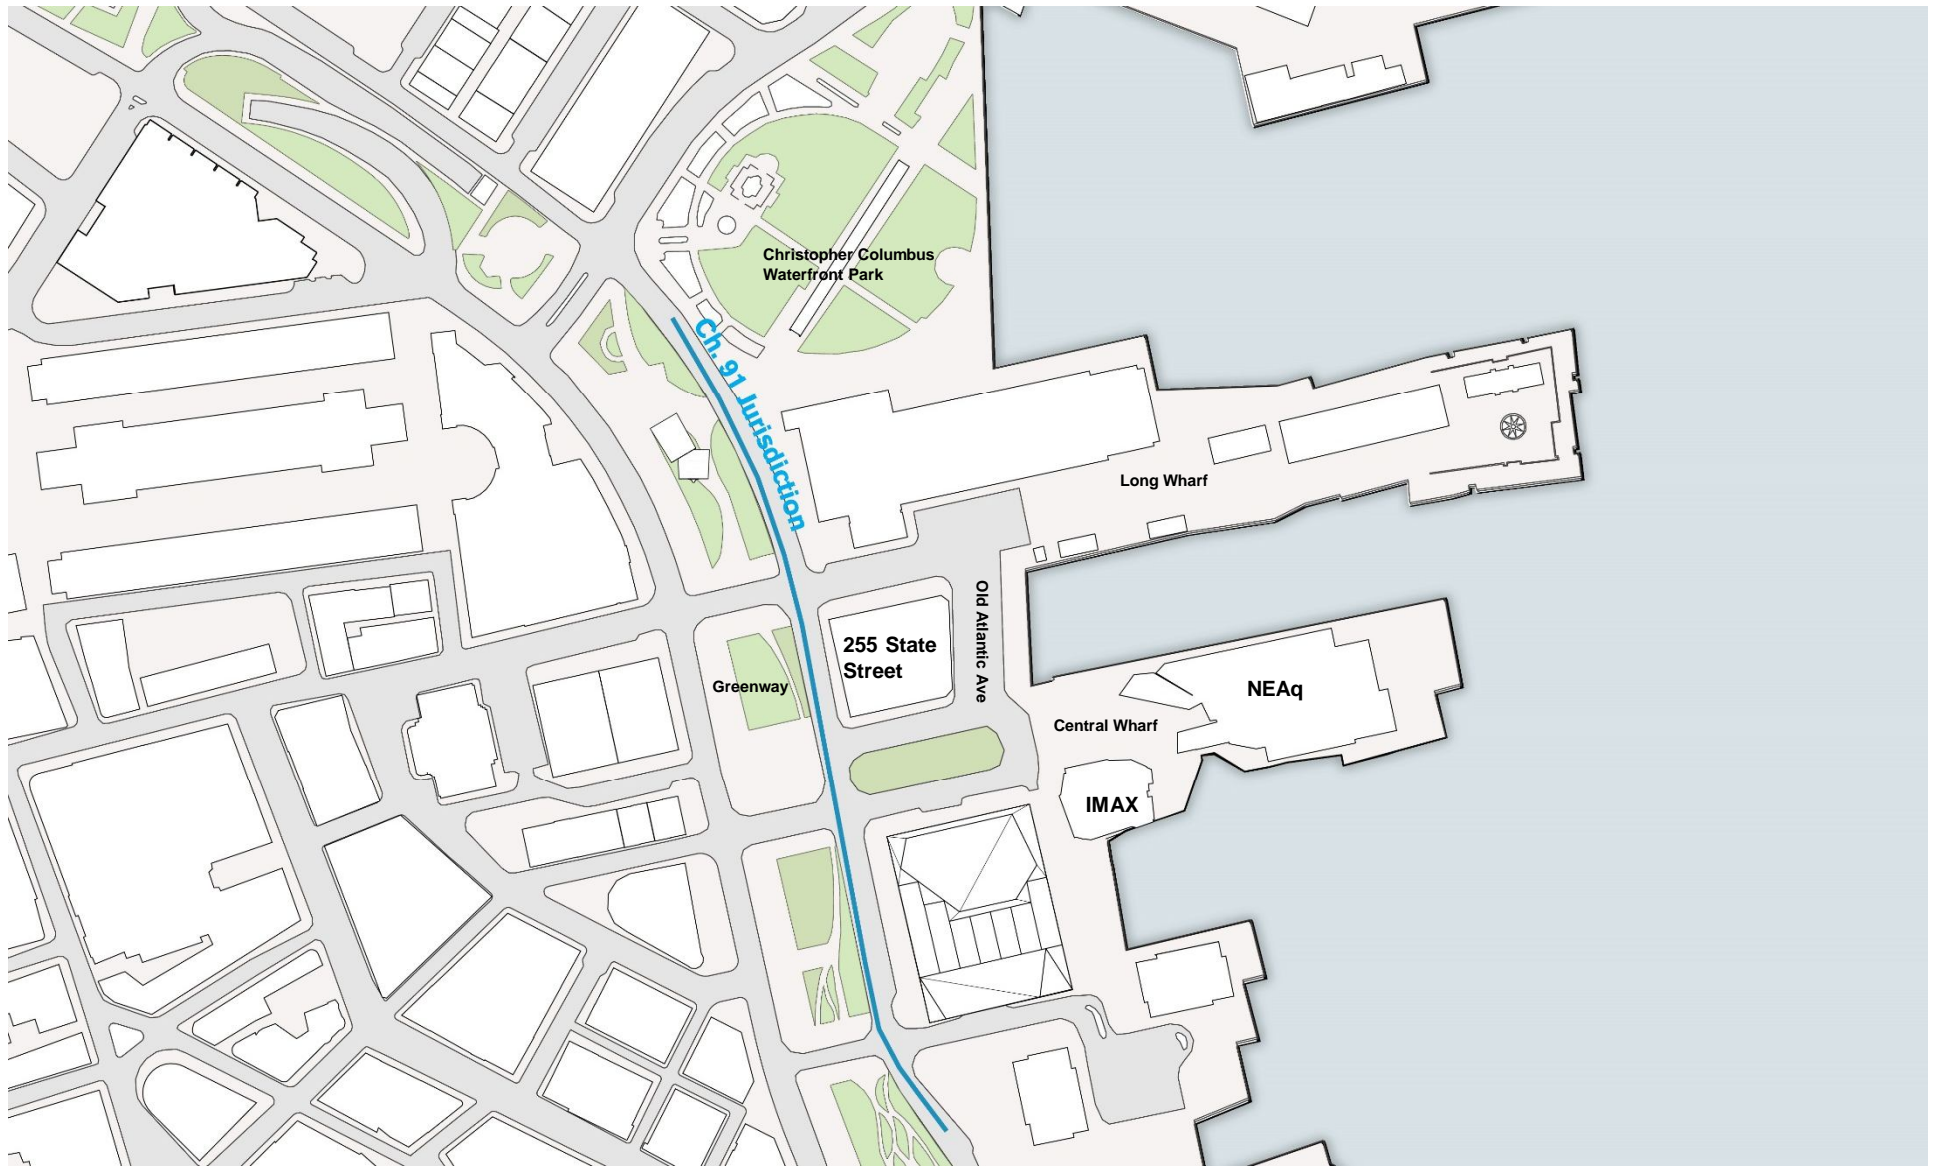 Christopher Columbus
Waterfront Park
Ch. 91 Jurisdiction
Long Wharf
Old Atlantic Ave
255 State
Street
Greenway
NEAq
Central Wharf
IMAX